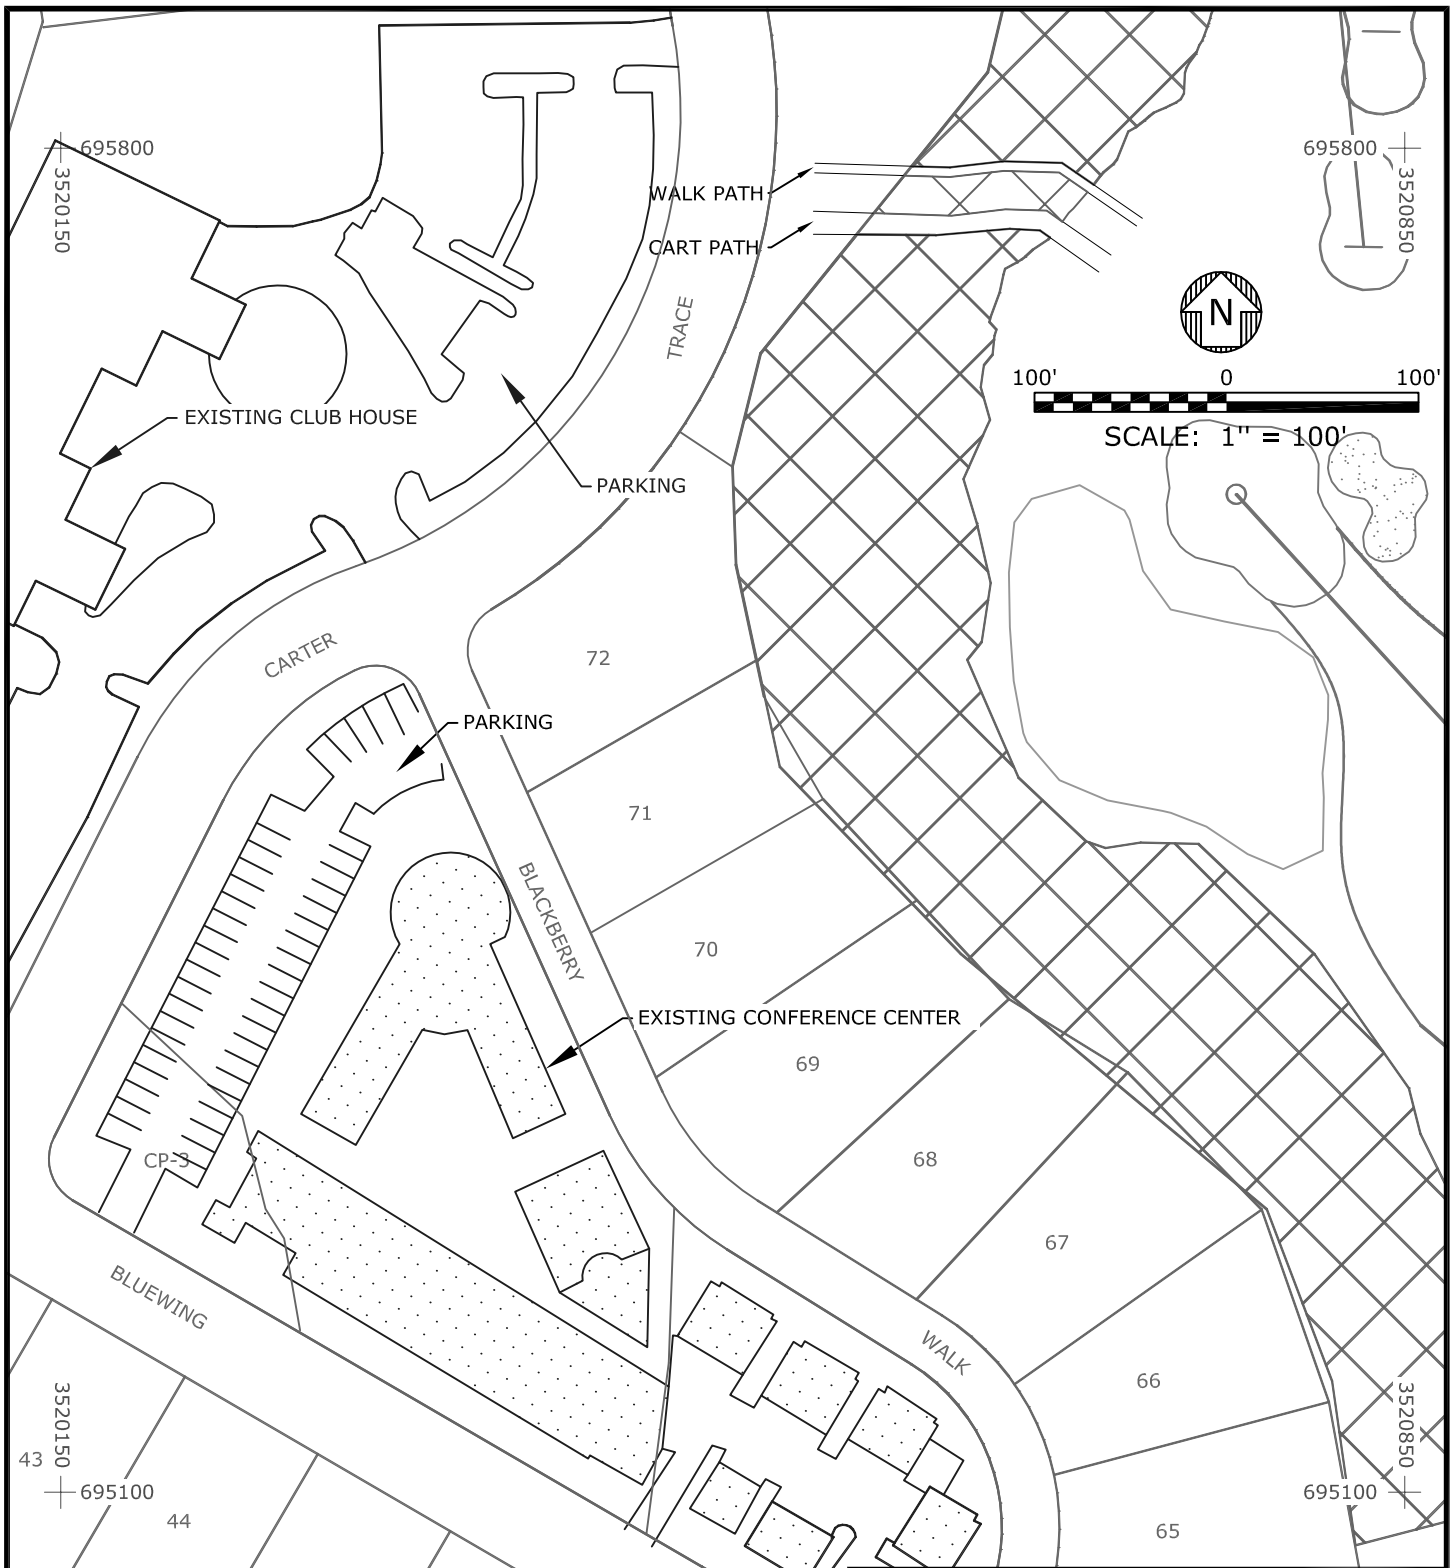 695800
3520150
695800
3520850
WALK PATH
CART PATH
N
TRACE
100'
0
100'
SCALE: 1" = 100'
EXISTING CLUB HOUSE
PARKING
CARTER
72
PARKING
71
BLACKBERRY
70
EXISTING CONFERENCE CENTER
69
CP-3
68
67
BLUEWING
WALK
66
3520150
43
695100
44
3520850
695100
65